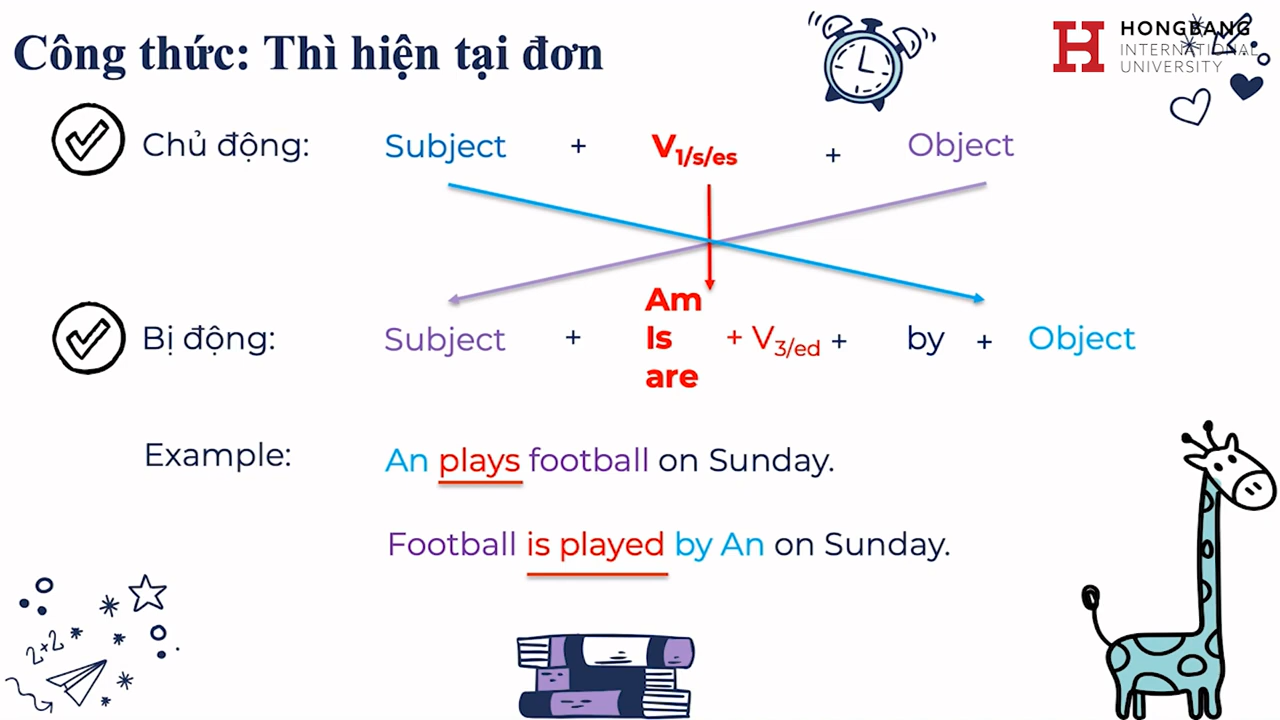 Công thức: Thì hiện tại đơn
HONGBANG
INTERNATIONAL
UNIVERSITY
Chủ động: Subject + V1/s/es + Object
Am
Bị động: Subject + Is + V3/ed + by + Object
are
Example: An plays football on Sunday.
Football is played by An on Sunday.
2+2